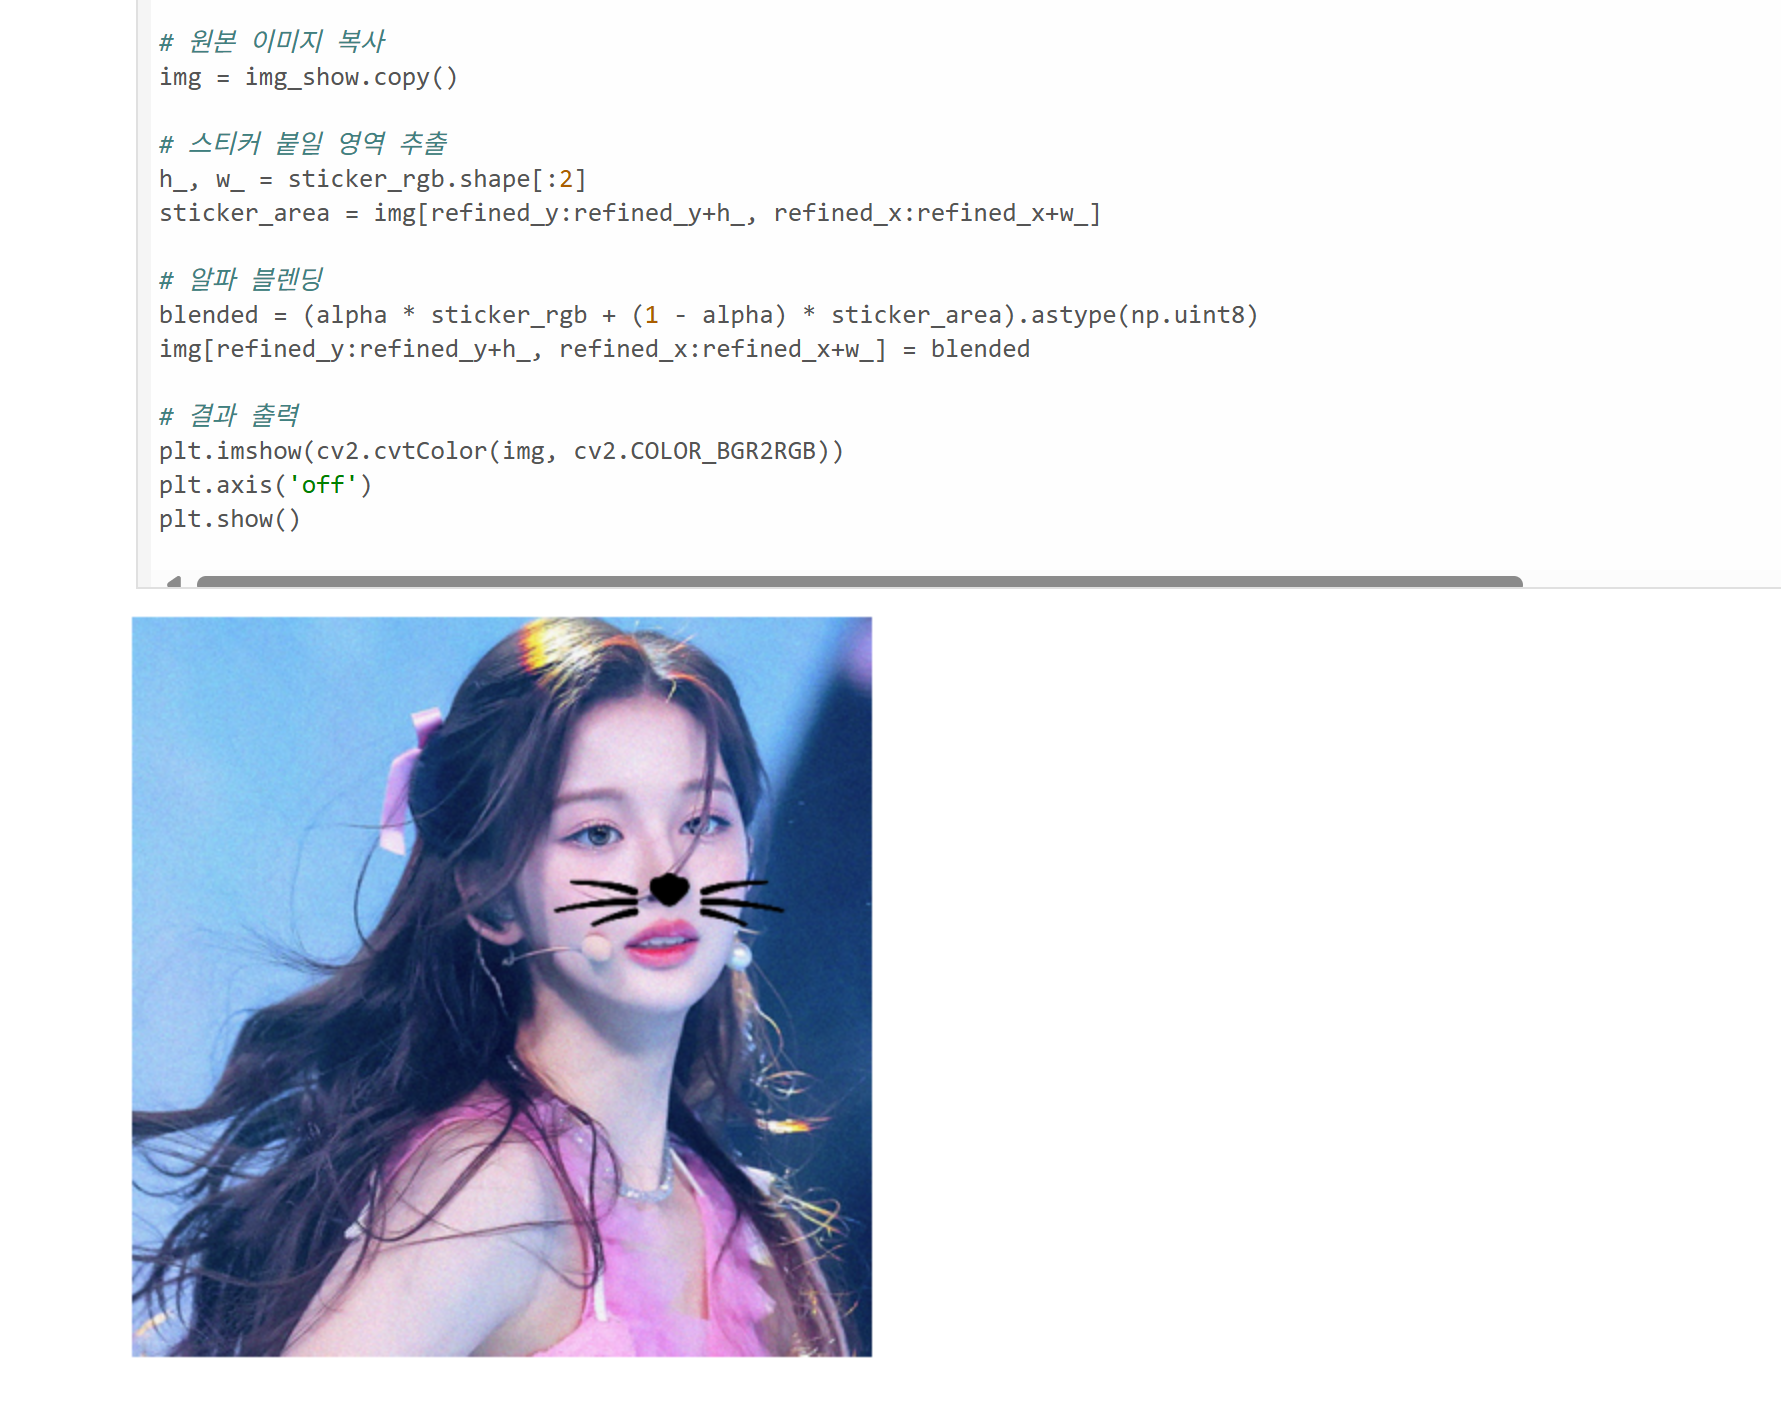 # 원본 이미지 복사
img = img_show.copy()
# 스티커 붙일 영역 추출
h_, w_ = sticker_rgb.shape[:2]
sticker_area = img[refined_y:refined_y+h_, refined_x:refined_x+w_]
# 알파 블렌딩
blended = (alpha * sticker_rgb + (1 - alpha) * sticker_area).astype(np.uint8)
img[refined_y:refined_y+h_, refined_x:refined_x+w_] = blended
# 결과 출력
plt.imshow(cv2.cvtColor(img, cv2.COLOR_BGR2RGB))
plt.axis('off')
plt.show()